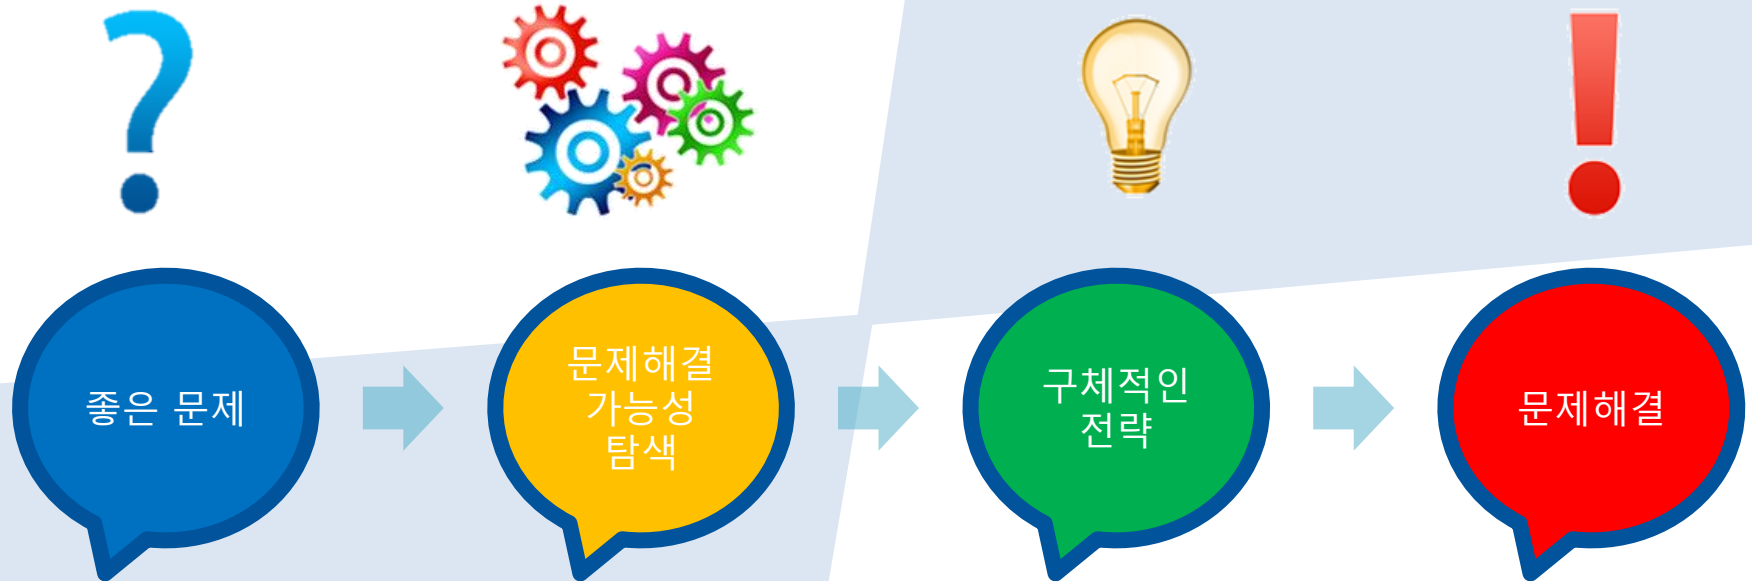 좋은 문제
문제해결
가능성
탐색
구체적인
전략
문제해결